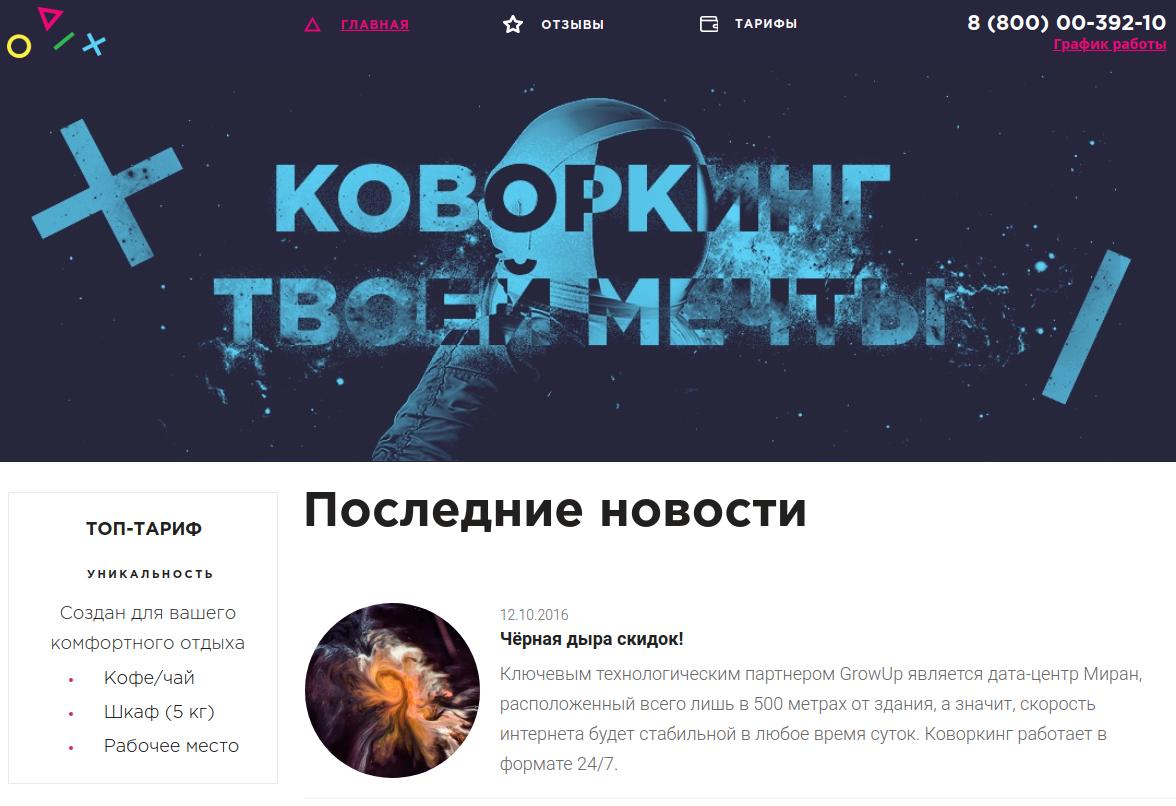 ГЛАВНАЯ
ОТЗЫВЫ
ТАРИФЫ
8 (800) 00-392-10
График работы
КОВОРКИНГ
ТВОЕЙ МЕЧТЫ
ТОП-ТАРИФ
УНИКАЛЬНОСТЬ
Создан для вашего
комфортного отдыха
Кофе/чай
Шкаф (5 кг)
Рабочее место
Последние новости
12.10.2016
Чёрная дыра скидок!
Ключевым технологическим партнером GrowUp является дата-центр Миран,
расположенный всего лишь в 500 метрах от здания, а значит, скорость
интернета будет стабильной в любое время суток. Коворкинг работает в
формате 24/7.